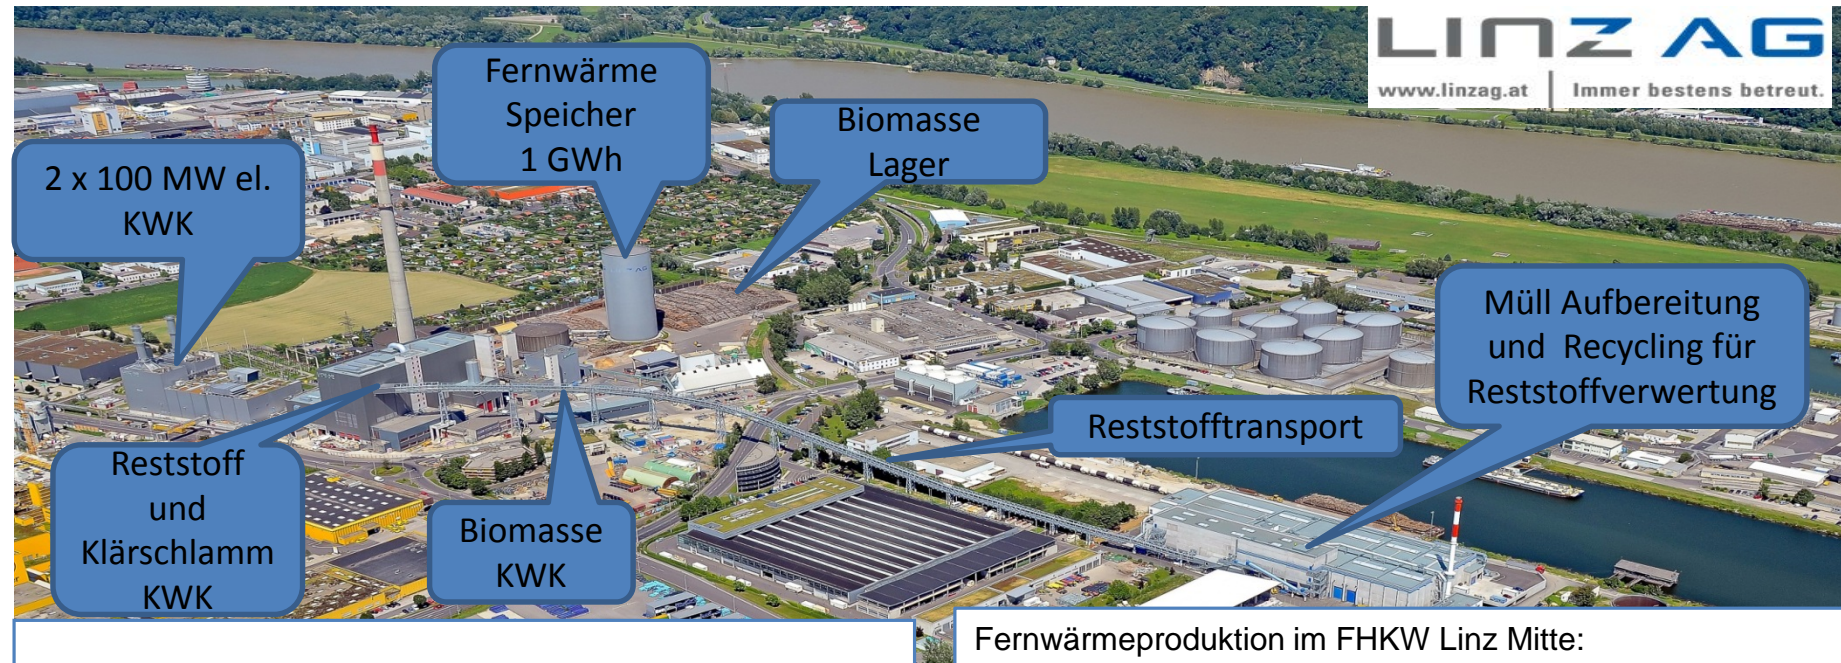 LINZ AG
www.linzag.at | Immer bestens betreut.
Fernwärme
Speicher
1 GWh
Biomasse
Lager
2 x 100 MW el.
KWK
Müll Aufbereitung
und Recycling für
Reststoffverwertung
Reststofftransport
Reststoff
und
Klärschlamm
KWK
Biomasse
KWK
Fernwärmeproduktion im FHKW Linz Mitte: